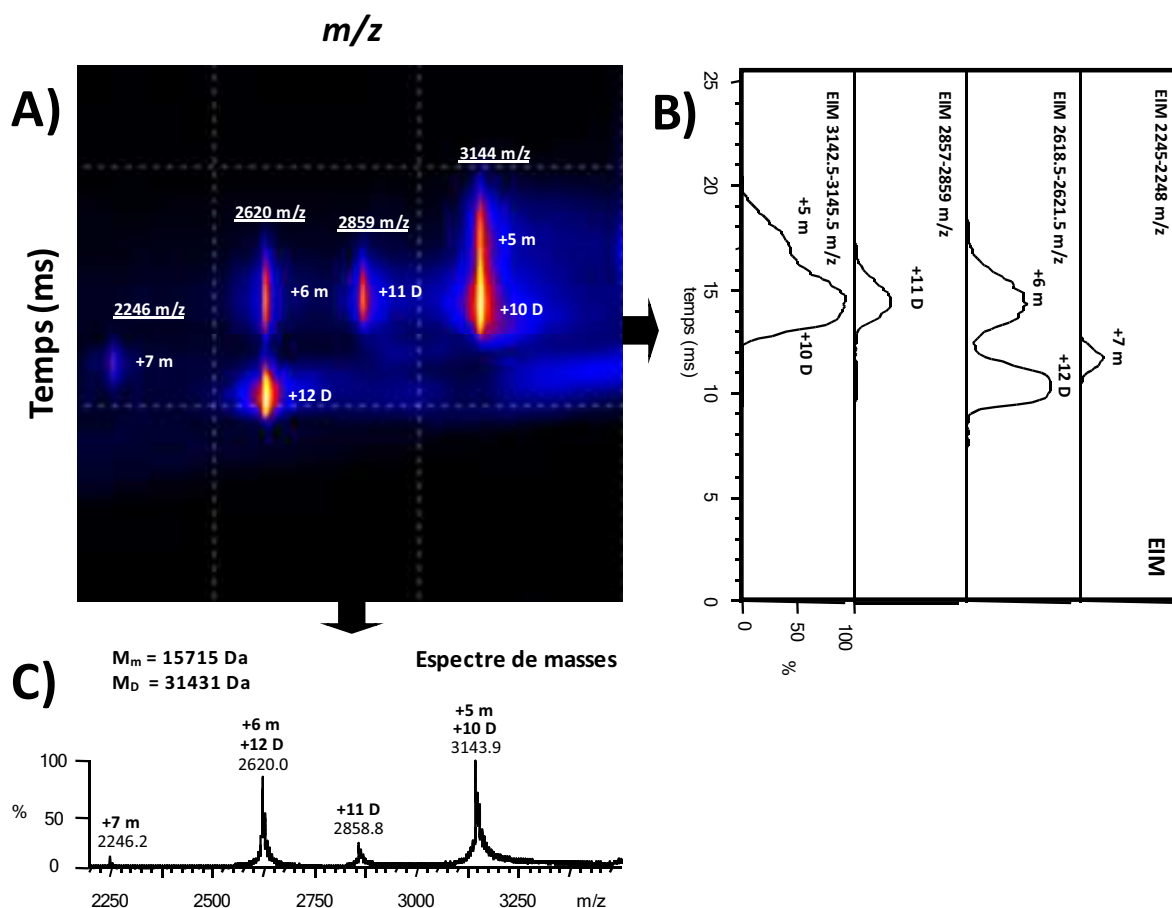 m/z
A)
Temps (ms)
3144 m/z
2620 m/z
2859 m/z
2246 m/z
+5 m
+6 m
+11 D
+10 D
+7 m
+12 D
B)
25
20
15
10
5
0
temps (ms)
EIM 3142.5-3145.5 m/z
+5 m
+10 D
EIM 2857-2859 m/z
+11 D
EIM 2618.5-2621.5 m/z
+6 m
+12 D
EIM 2245-2248 m/z
+7 m
EIM
0
50
100
%
C)
Mm = 15715 Da
MD = 31431 Da
Espectre de masses
100
%
50
0
+7 m
2246.2
+6 m
+12 D
2620.0
+11 D
2858.8
+5 m
+10 D
3143.9
2250
2500
2750
3000
3250
m/z